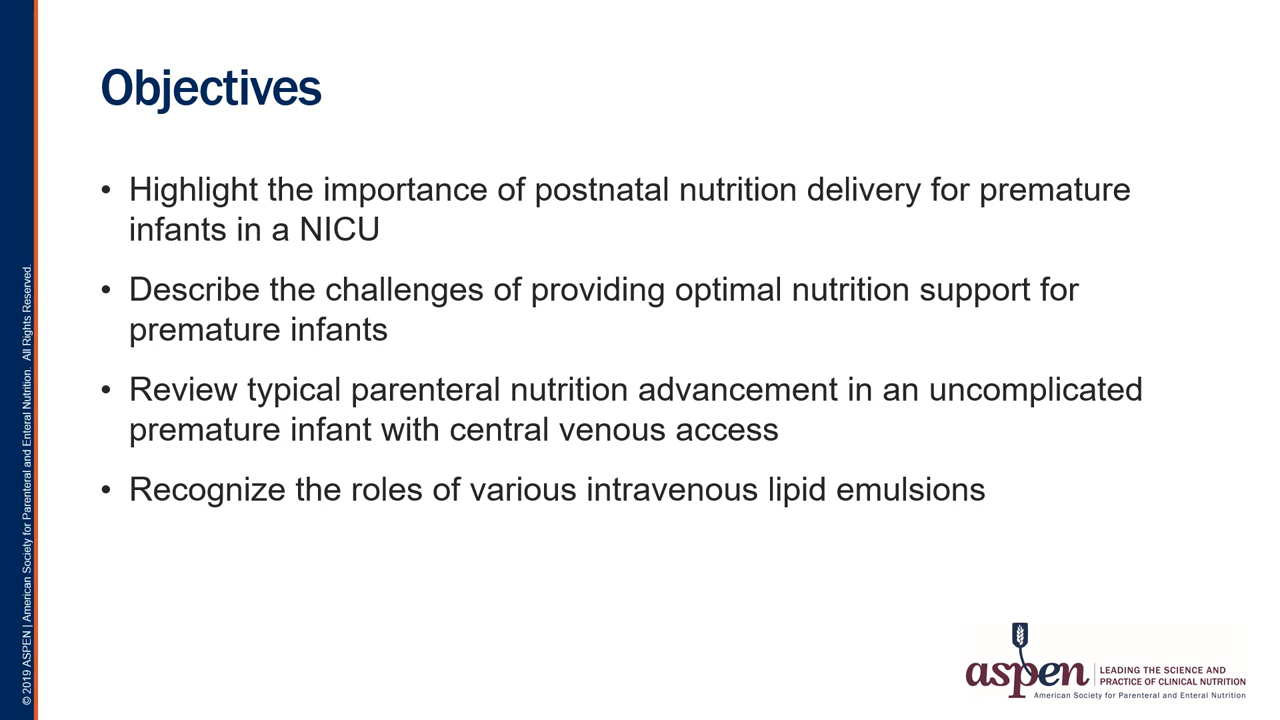 Objectives
• Highlight the importance of postnatal nutrition delivery for premature
infants in a NICU
• Describe the challenges of providing optimal nutrition support for
premature infants
• Review typical parenteral nutrition advancement in an uncomplicated
premature infant with central venous access
• Recognize the roles of various intravenous lipid emulsions
© 2019 ASPEN | American Society for Parenteral and Enteral Nutrition. All Rights Reserved.
aspen
LEADING THE SCIENCE AND
PRACTICE OF CLINICAL NUTRITION
American Society for Parenteral and Enteral Nutrition